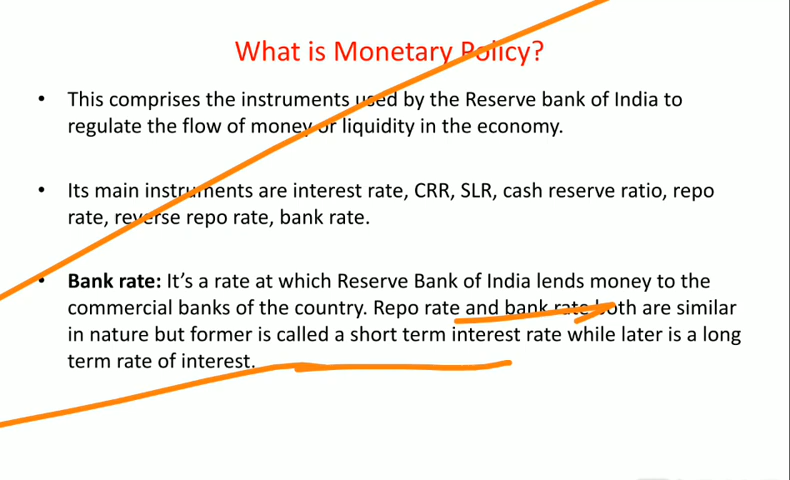 What is Monetary Policy?
• This comprises the instruments used by the Reserve bank of India to
regulate the flow of money or liquidity in the economy.
• Its main instruments are interest rate, CRR, SLR, cash reserve ratio, repo
rate, reverse repo rate, bank rate.
• Bank rate: It's a rate at which Reserve Bank of India lends money to the
commercial banks of the country. Repo rate and bank rate both are similar
in nature but former is called a short term interest rate while later is a long
term rate of interest.